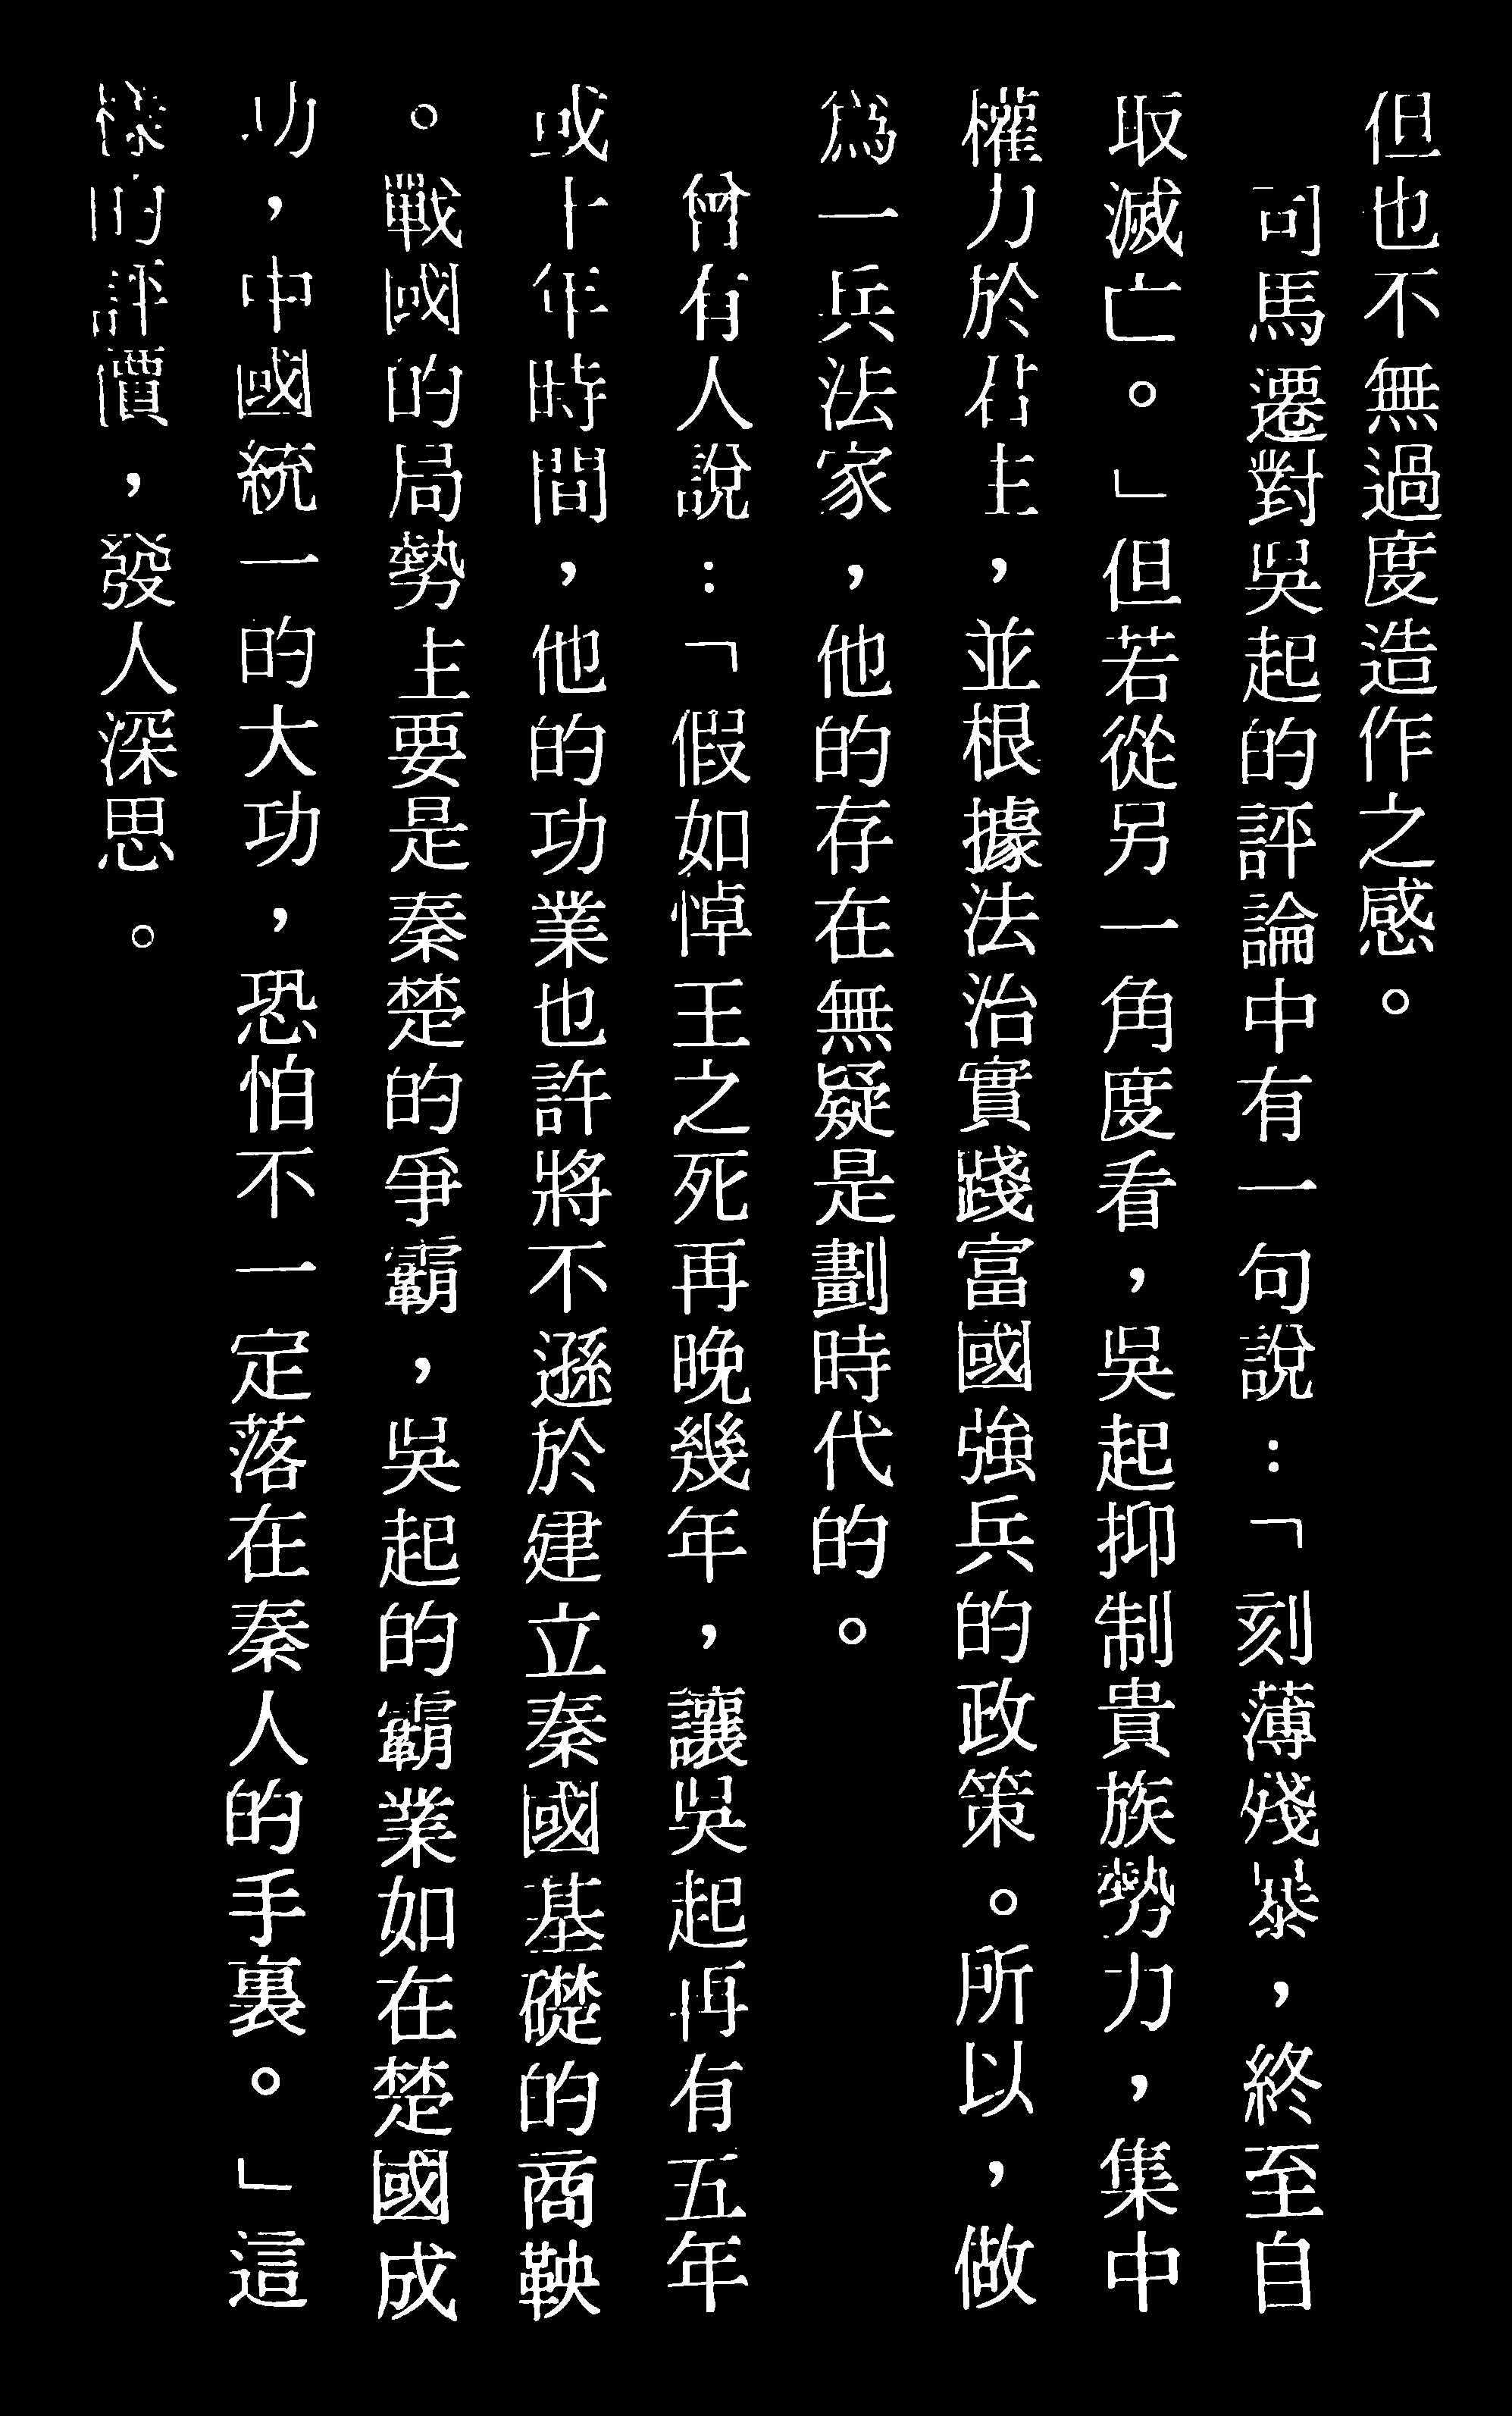 但也不無過度造作之感。
司馬遷對吳起的評論中有一句說：「刻薄殘暴，終至自
取滅亡。」但若從另一角度看，吳起抑制貴族勢力，集中
權力於君主，並根據法治實踐富國強兵的政策。所以，做
為一兵法家，他的存在無疑是劃時代的。
曾有人說：「假如悼王之死再晚幾年，讓吳起再有五年
或十年時間，他的功業也許將不遜於建立秦國基礎的商鞅
。戰國的局勢主要是秦楚的爭霸，吳起的霸業如在楚國成
功，中國統一的大功，恐怕不一定落在秦人的手裏。」這
樣的評價，發人深思。